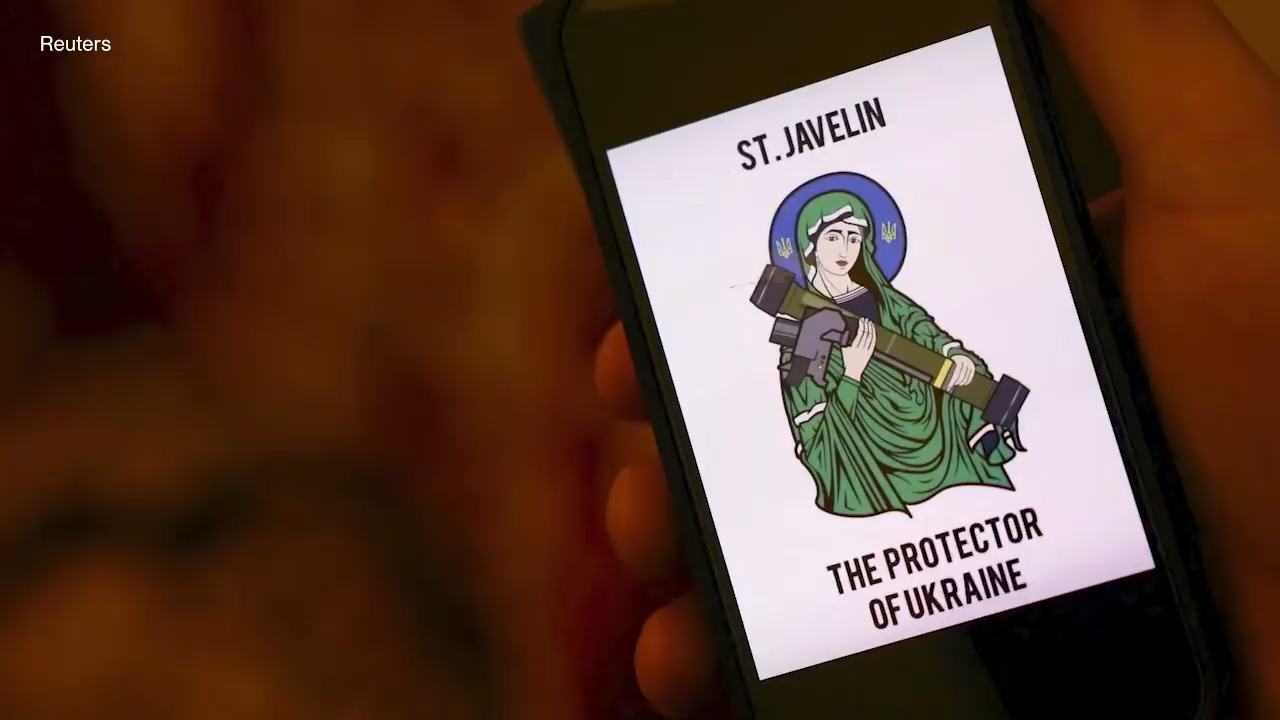 Reuters
ST. JAVELIN
THE PROTECTOR
OF UKRAINE